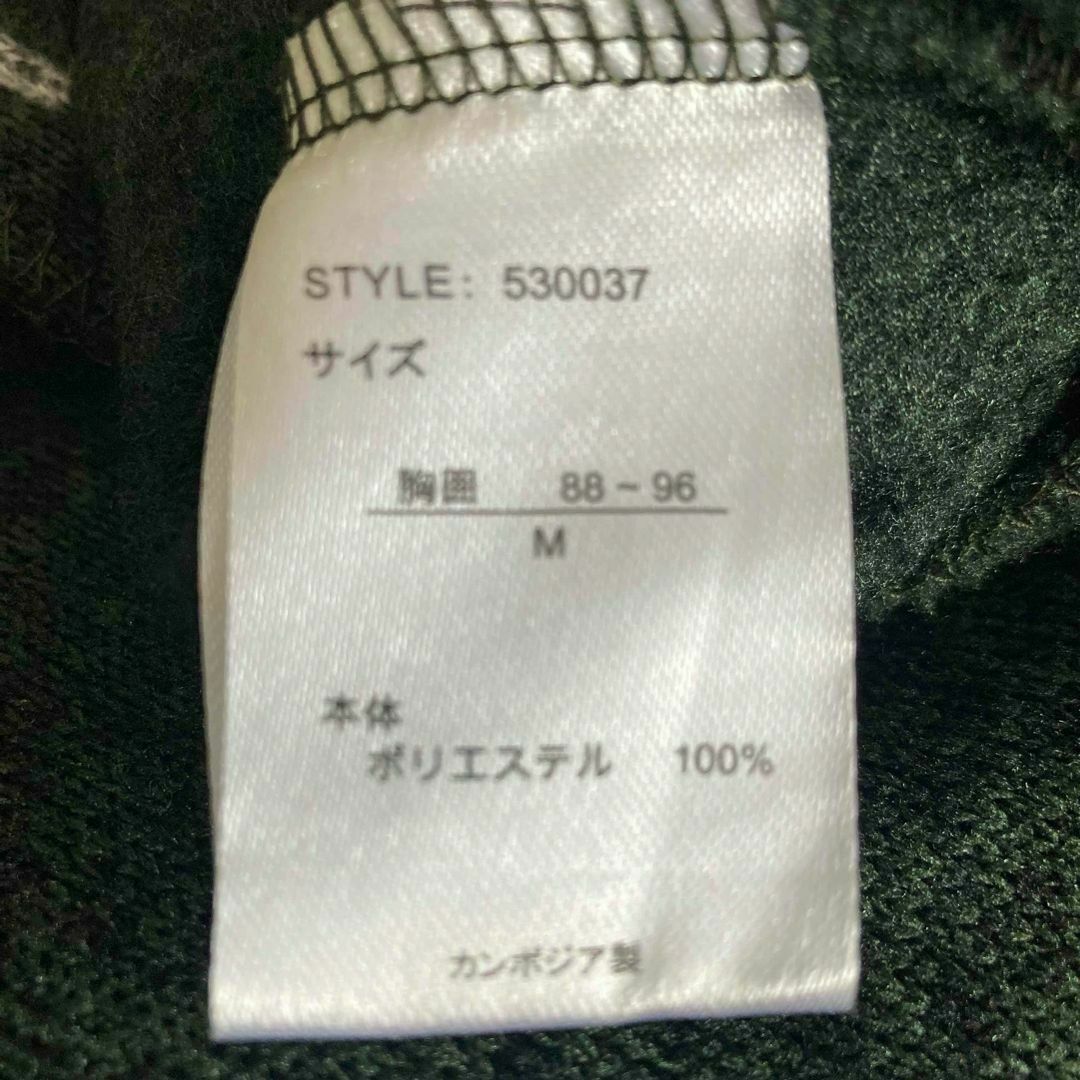 STYLE: 530037
サイズ
胸囲 88~96
M
本体
ポリエステル 100%
カンボジア製